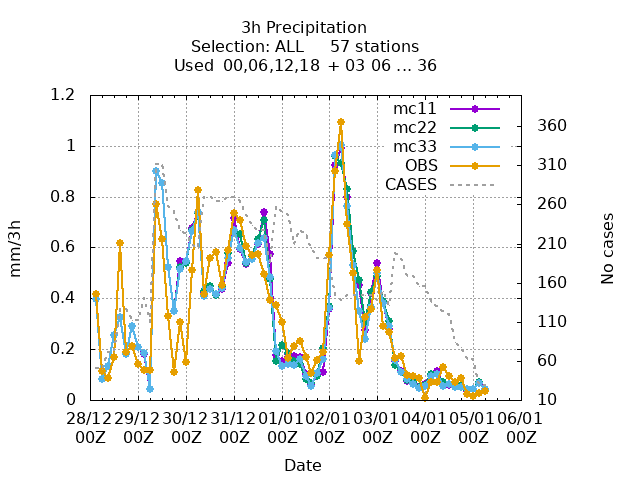 3h Precipitation
Selection: ALL 57 stations
Used 00,06,12,18 + 03 06 ... 36
mm/3h
No cases
1.2
1
0.8
0.6
0.4
0.2
0
360
310
260
210
160
110
60
10
mc11
mc22
mc33
OBS
CASES
28/12 29/12 30/12 31/12 01/01 02/01 03/01 04/01 05/01 06/01
00Z 00Z 00Z 00Z 00Z 00Z 00Z 00Z 00Z 00Z
Date